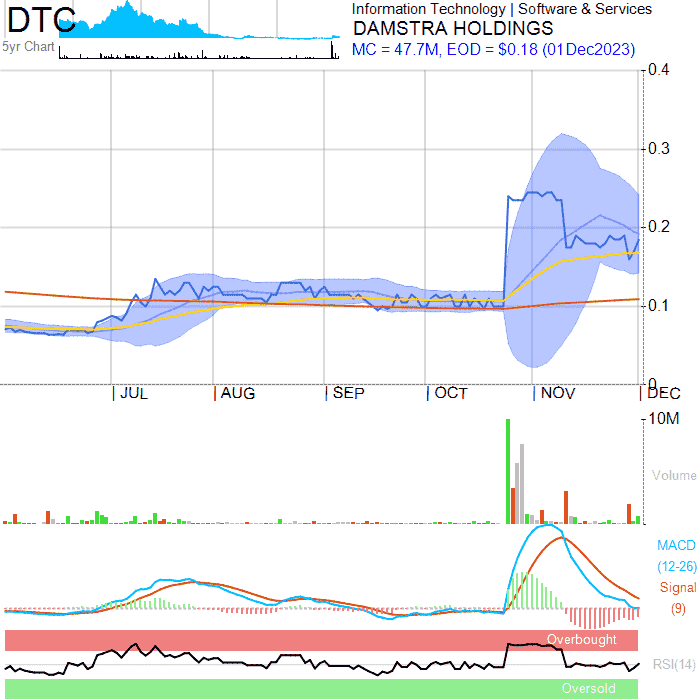 DTC
5yr Chart
Information Technology | Software & Services
DAMSTRA HOLDINGS
MC = 47.7M, EOD = $0.18 (01Dec2023)
0.4
0.3
0.2
0.1
0
JUL AUG SEP OCT NOV DEC
10M
Volume
MACD
(12-26)
Signal
(9)
Overbought
RSI(14)
Oversold